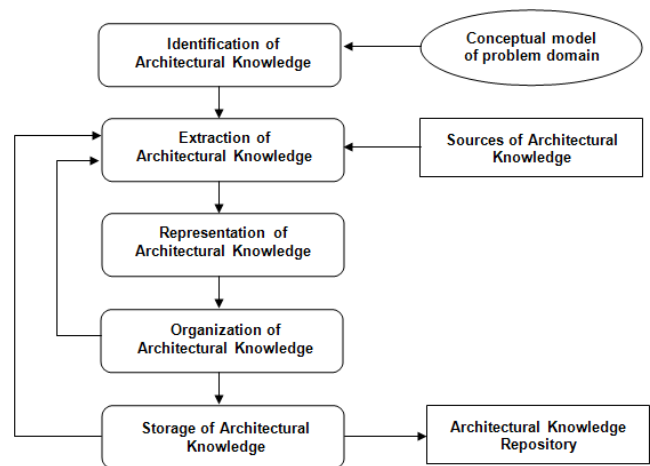 Identification of
Architectural Knowledge
Conceptual model
of problem domain
Extraction of
Architectural Knowledge
Sources of Architectural
Knowledge
Representation of
Architectural Knowledge
Organization of
Architectural Knowledge
Storage of Architectural
Knowledge
Architectural Knowledge
Repository